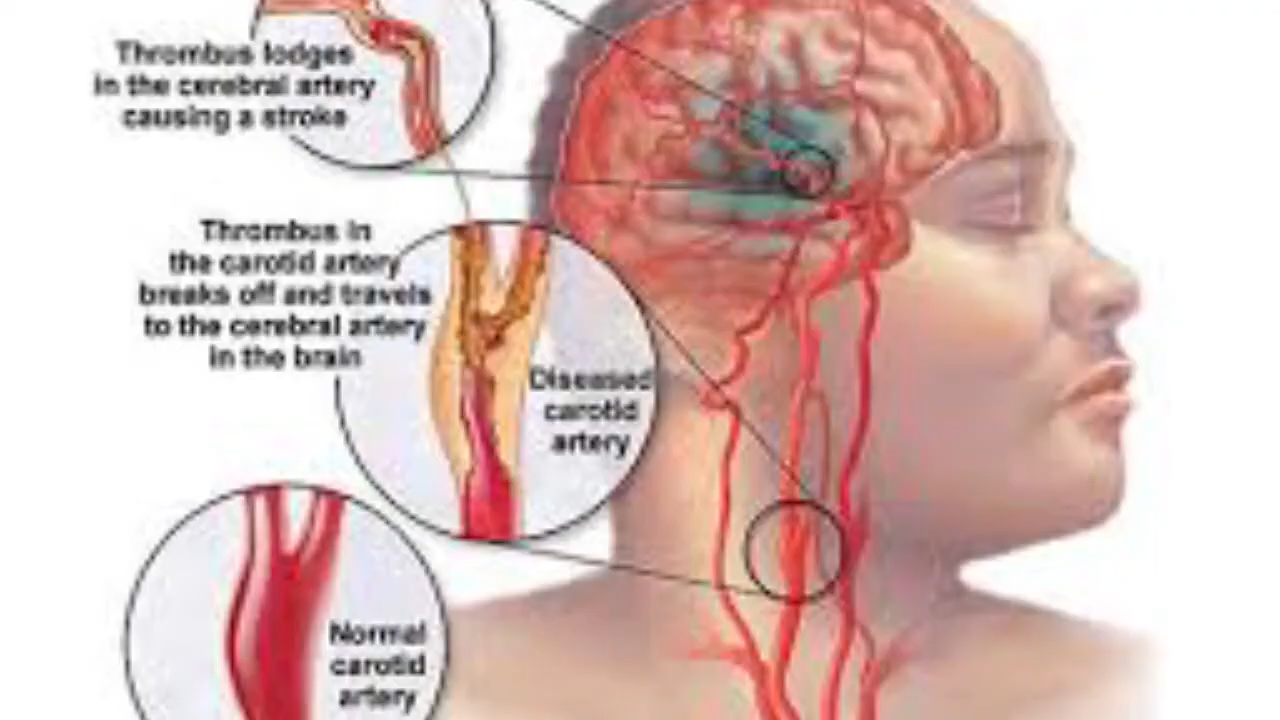 Thrombus lodges
in the cerebral artery
causing a stroke
Thrombus in
the carotid artery
breaks off and travels
to the cerebral artery
in the brain
Diseased
carotid
artery
Normal
carotid
artery